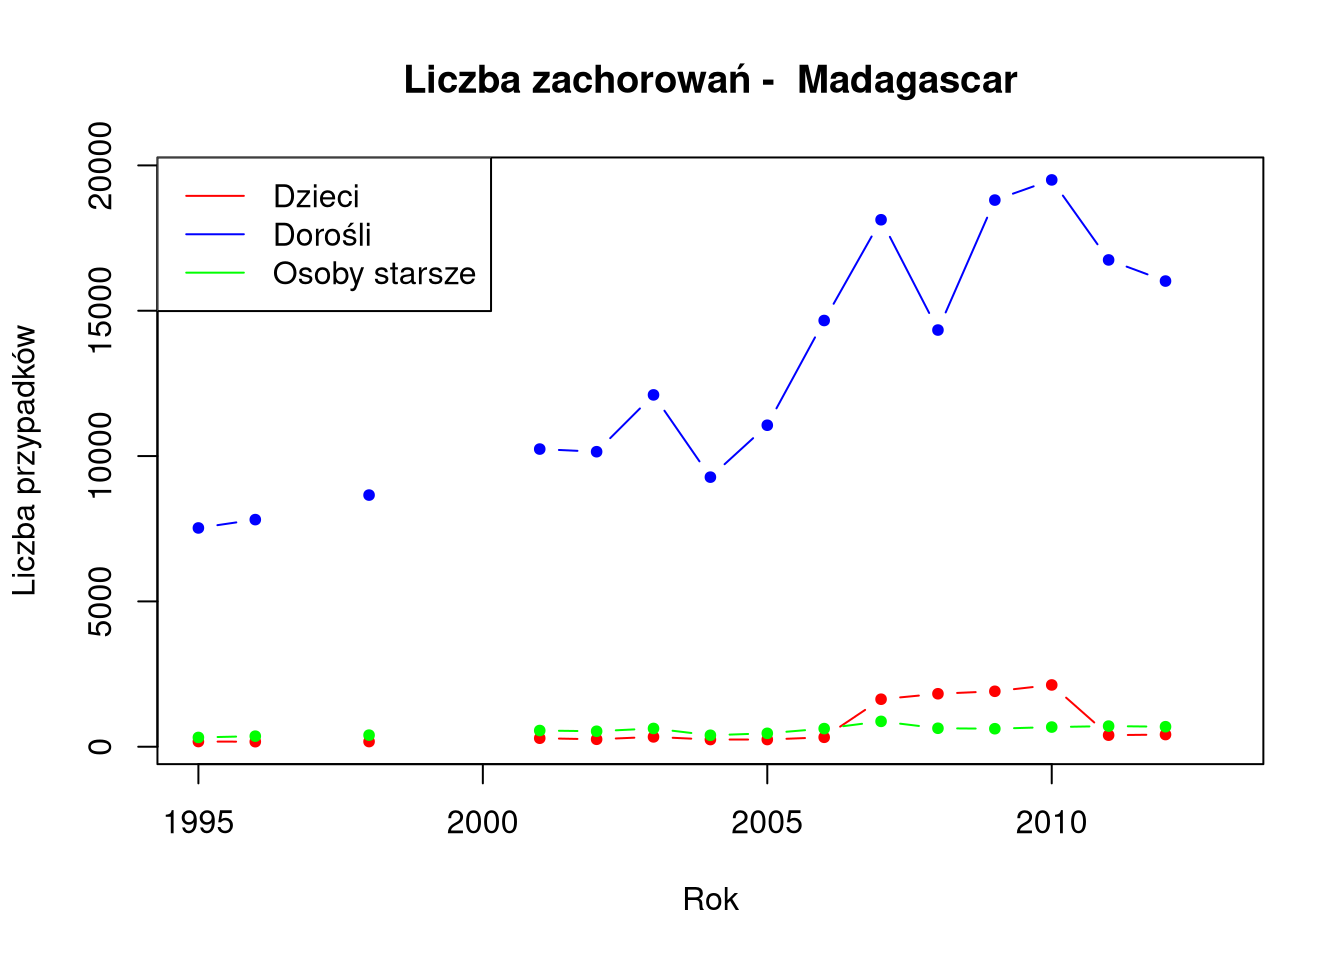 Liczba zachorowań -  Madagascar
Dzieci
Dorośli
Osoby starsze
Liczba przypadków
20000
15000
10000
5000
0
1995 2000 2005 2010
Rok